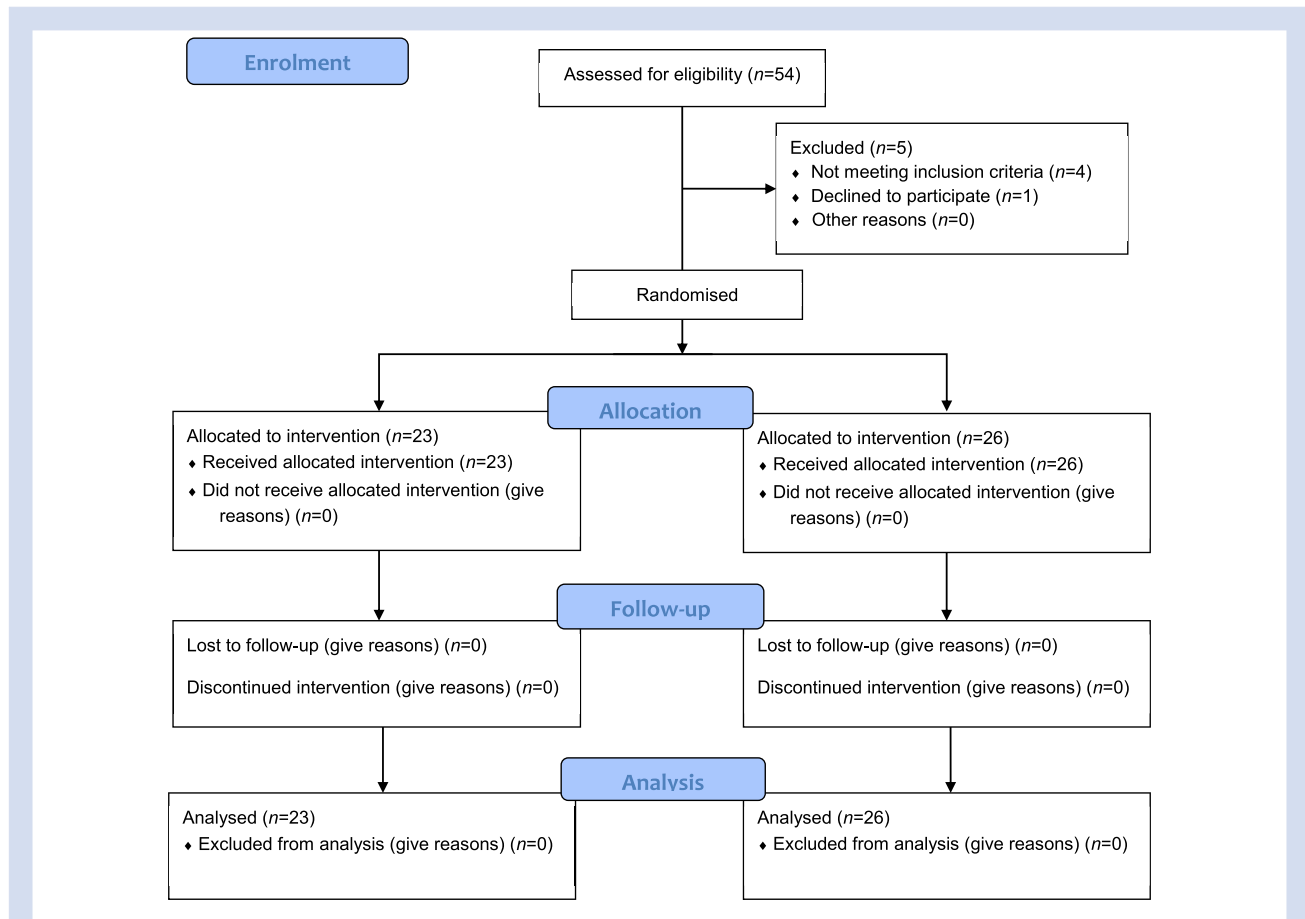 Enrolment
Assessed for eligibility (n=54)
Excluded (n=5)
♦ Not meeting inclusion criteria (n=4)
♦ Declined to participate (n=1)
♦ Other reasons (n=0)
Randomised
Allocation
Allocated to intervention (n=23)
♦ Received allocated intervention (n=23)
♦ Did not receive allocated intervention (give
reasons) (n=0)
Allocated to intervention (n=26)
♦ Received allocated intervention (n=26)
♦ Did not receive allocated intervention (give
reasons) (n=0)
Follow-up
Lost to follow-up (give reasons) (n=0)
Discontinued intervention (give reasons) (n=0)
Lost to follow-up (give reasons) (n=0)
Discontinued intervention (give reasons) (n=0)
Analysis
Analysed (n=23)
♦ Excluded from analysis (give reasons) (n=0)
Analysed (n=26)
♦ Excluded from analysis (give reasons) (n=0)